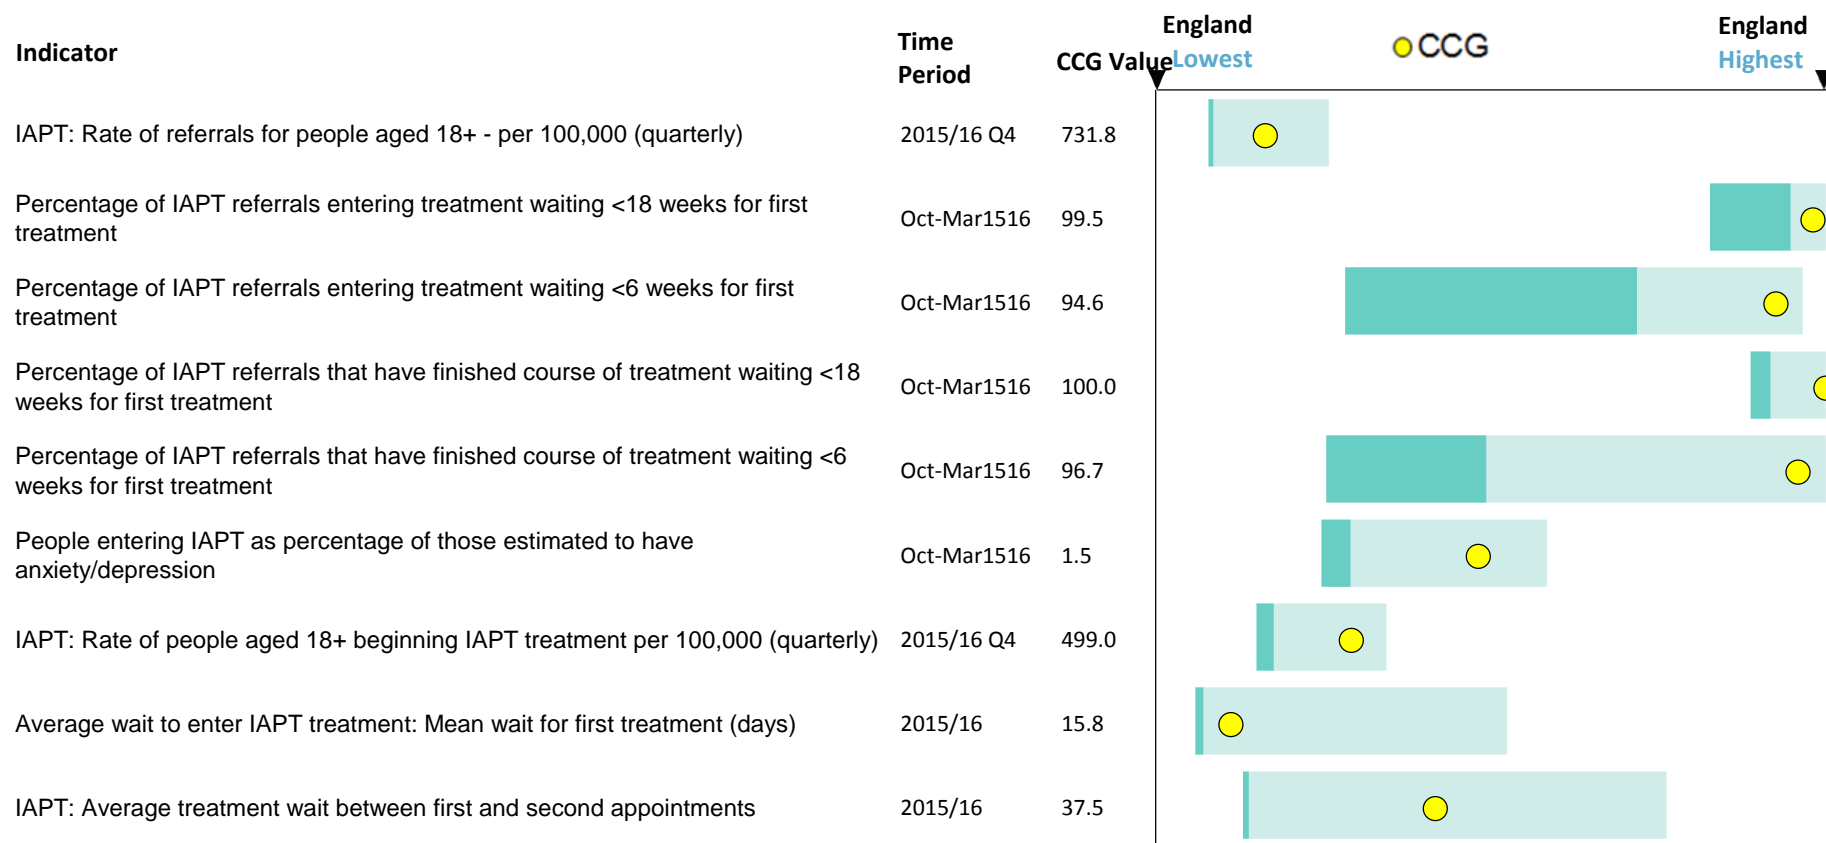 Indicator
Time
Period
CCG Value
England
Lowest
CCG
England
Highest
IAPT: Rate of referrals for people aged 18+ - per 100,000 (quarterly) 2015/16 Q4 731.8
Percentage of IAPT referrals entering treatment waiting <18 weeks for first
treatment
Oct-Mar1516 99.5
Percentage of IAPT referrals entering treatment waiting <6 weeks for first
treatment
Oct-Mar1516 94.6
Percentage of IAPT referrals that have finished course of treatment waiting <18
weeks for first treatment
Oct-Mar1516 100.0
Percentage of IAPT referrals that have finished course of treatment waiting <6
weeks for first treatment
Oct-Mar1516 96.7
People entering IAPT as percentage of those estimated to have
anxiety/depression
Oct-Mar1516 1.5
IAPT: Rate of people aged 18+ beginning IAPT treatment per 100,000 (quarterly) 2015/16 Q4 499.0
Average wait to enter IAPT treatment: Mean wait for first treatment (days) 2015/16 15.8
IAPT: Average treatment wait between first and second appointments 2015/16 37.5